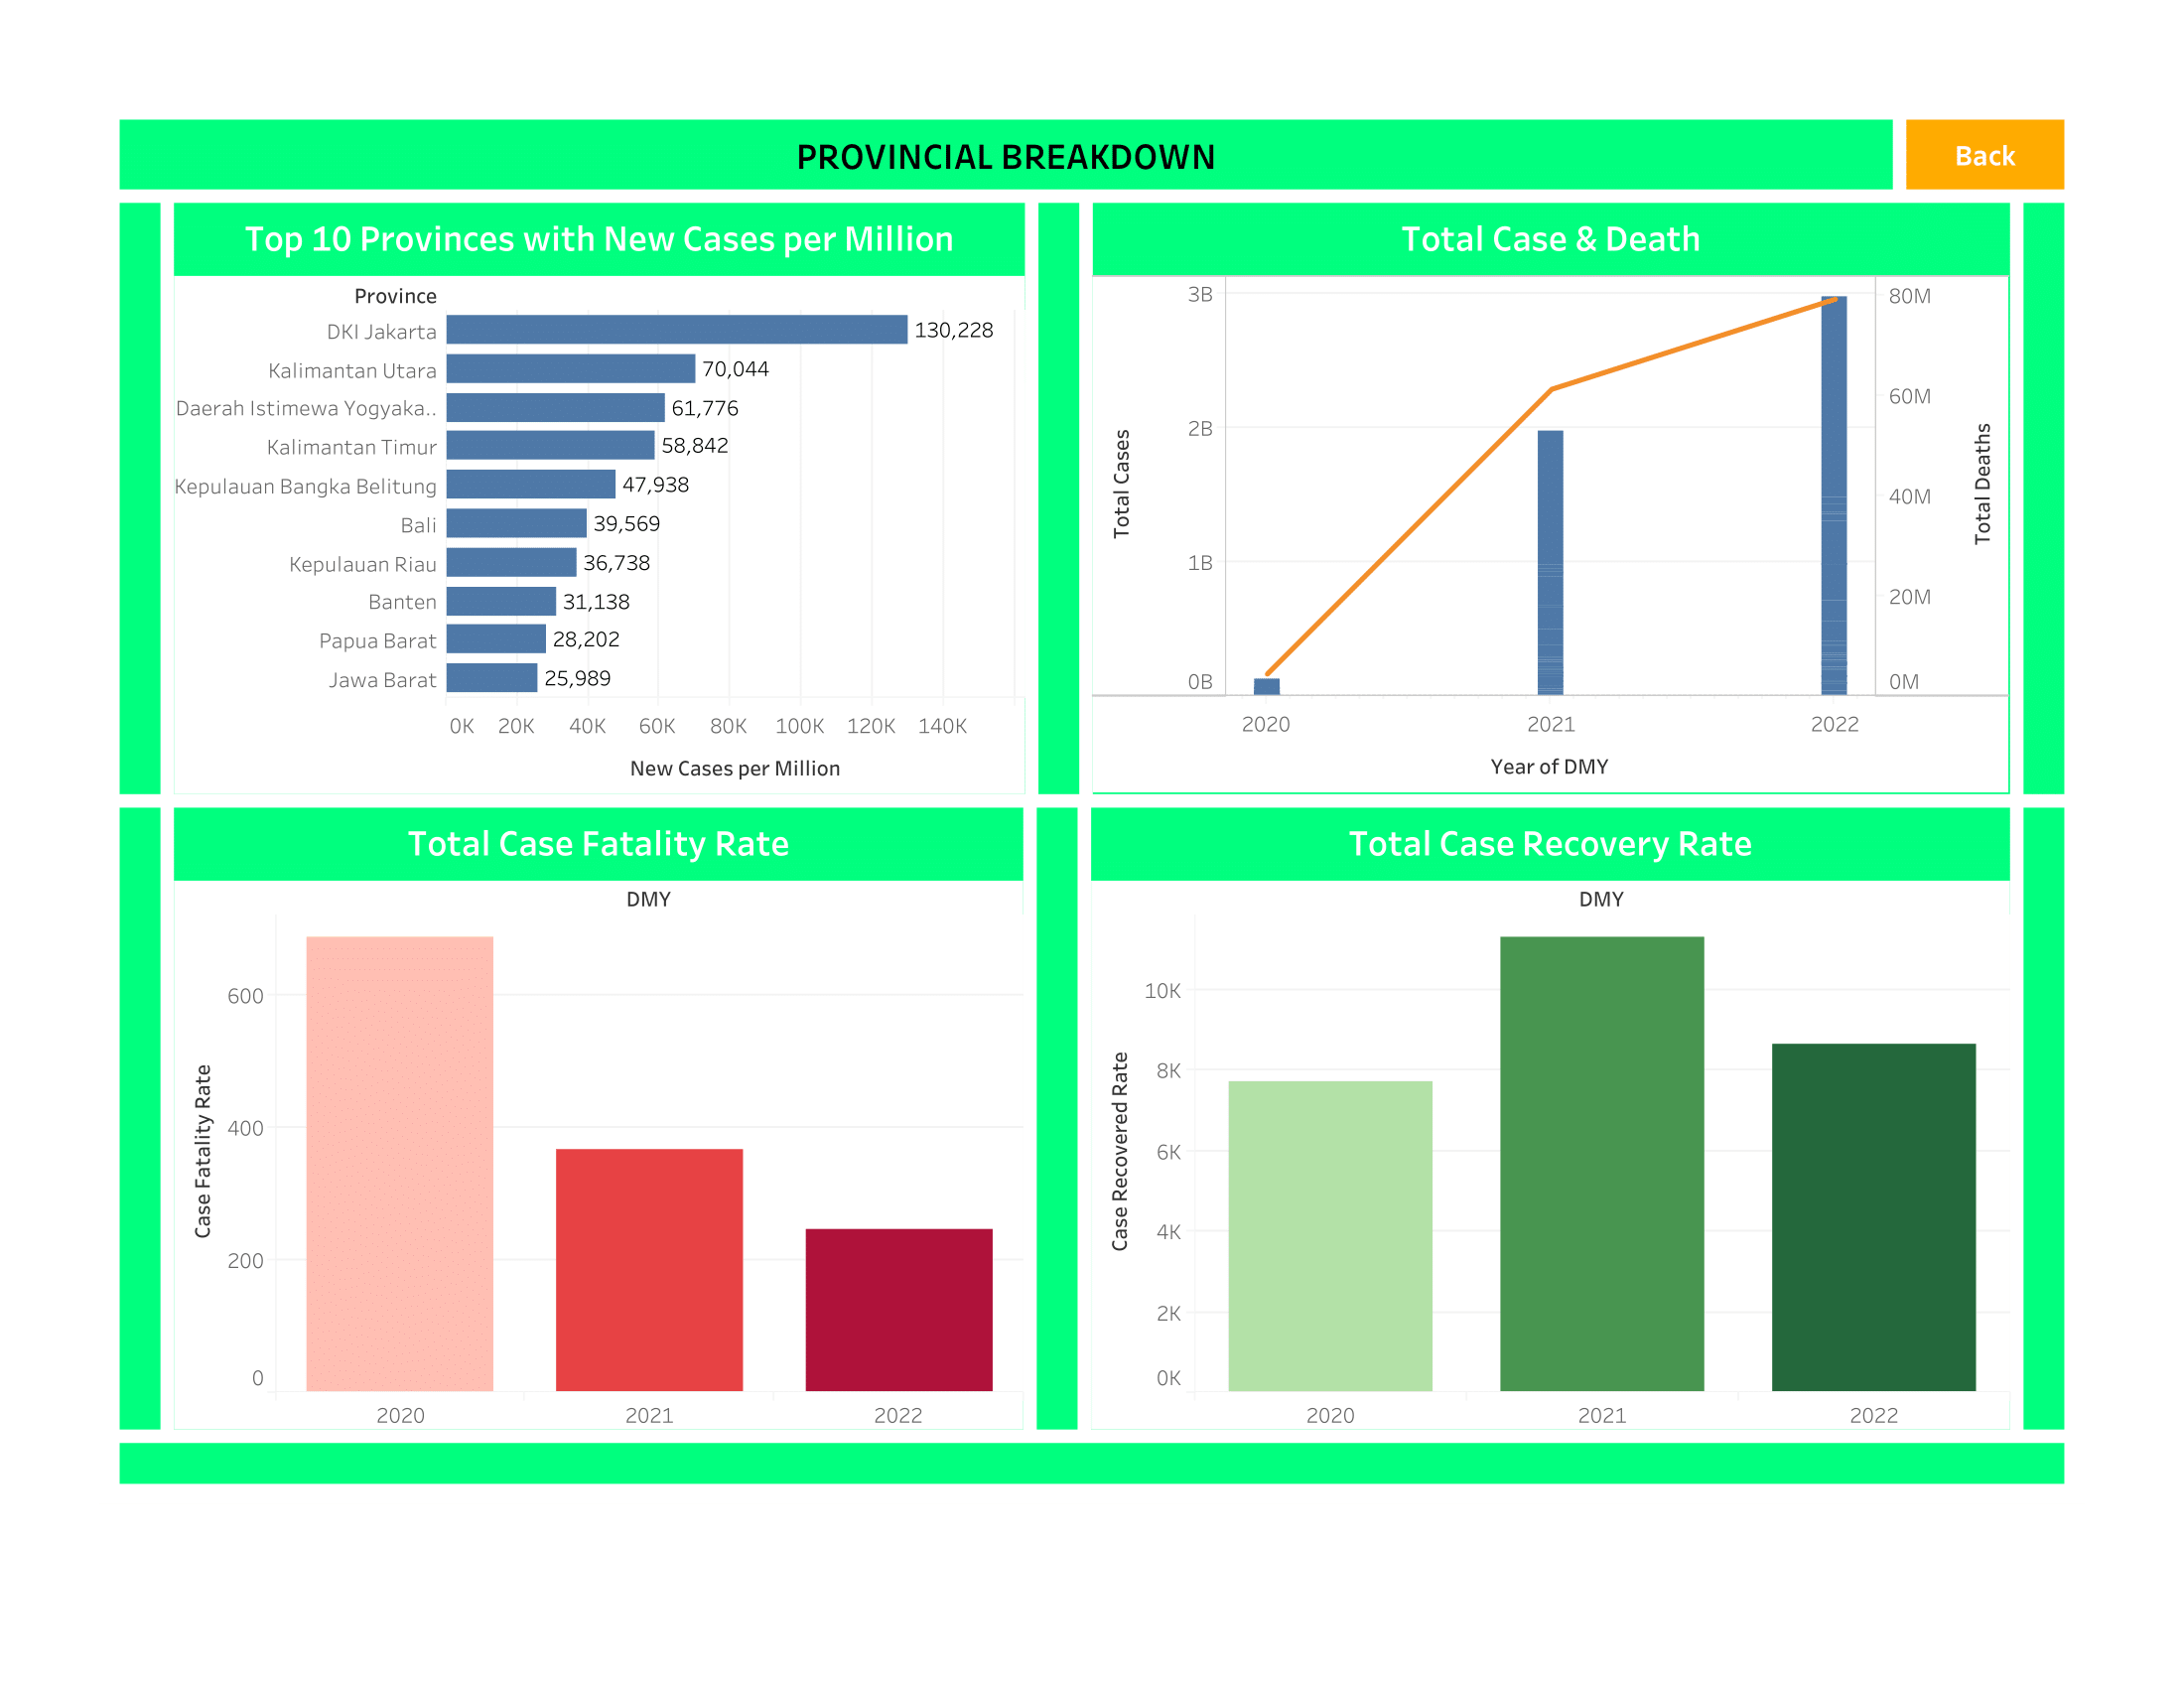 PROVINCIAL BREAKDOWN
Back
Top 10 Provinces with New Cases per Million
Province
DKI Jakarta 130,228
Kalimantan Utara 70,044
Daerah Istimewa Yogyaka.. 61,776
Kalimantan Timur 58,842
Kepulauan Bangka Belitung 47,938
Bali 39,569
Kepulauan Riau 36,738
Banten 31,138
Papua Barat 28,202
Jawa Barat 25,989
0K 20K 40K 60K 80K 100K 120K 140K
New Cases per Million
Total Case & Death
Total Cases
3B
2B
1B
0B
80M
60M
40M
20M
0M
Total Deaths
2020 2021 2022
Year of DMY
Total Case Fatality Rate
DMY
Case Fatality Rate
600
400
200
0
2020 2021 2022
Total Case Recovery Rate
DMY
Case Recovered Rate
10K
8K
6K
4K
2K
0K
2020 2021 2022